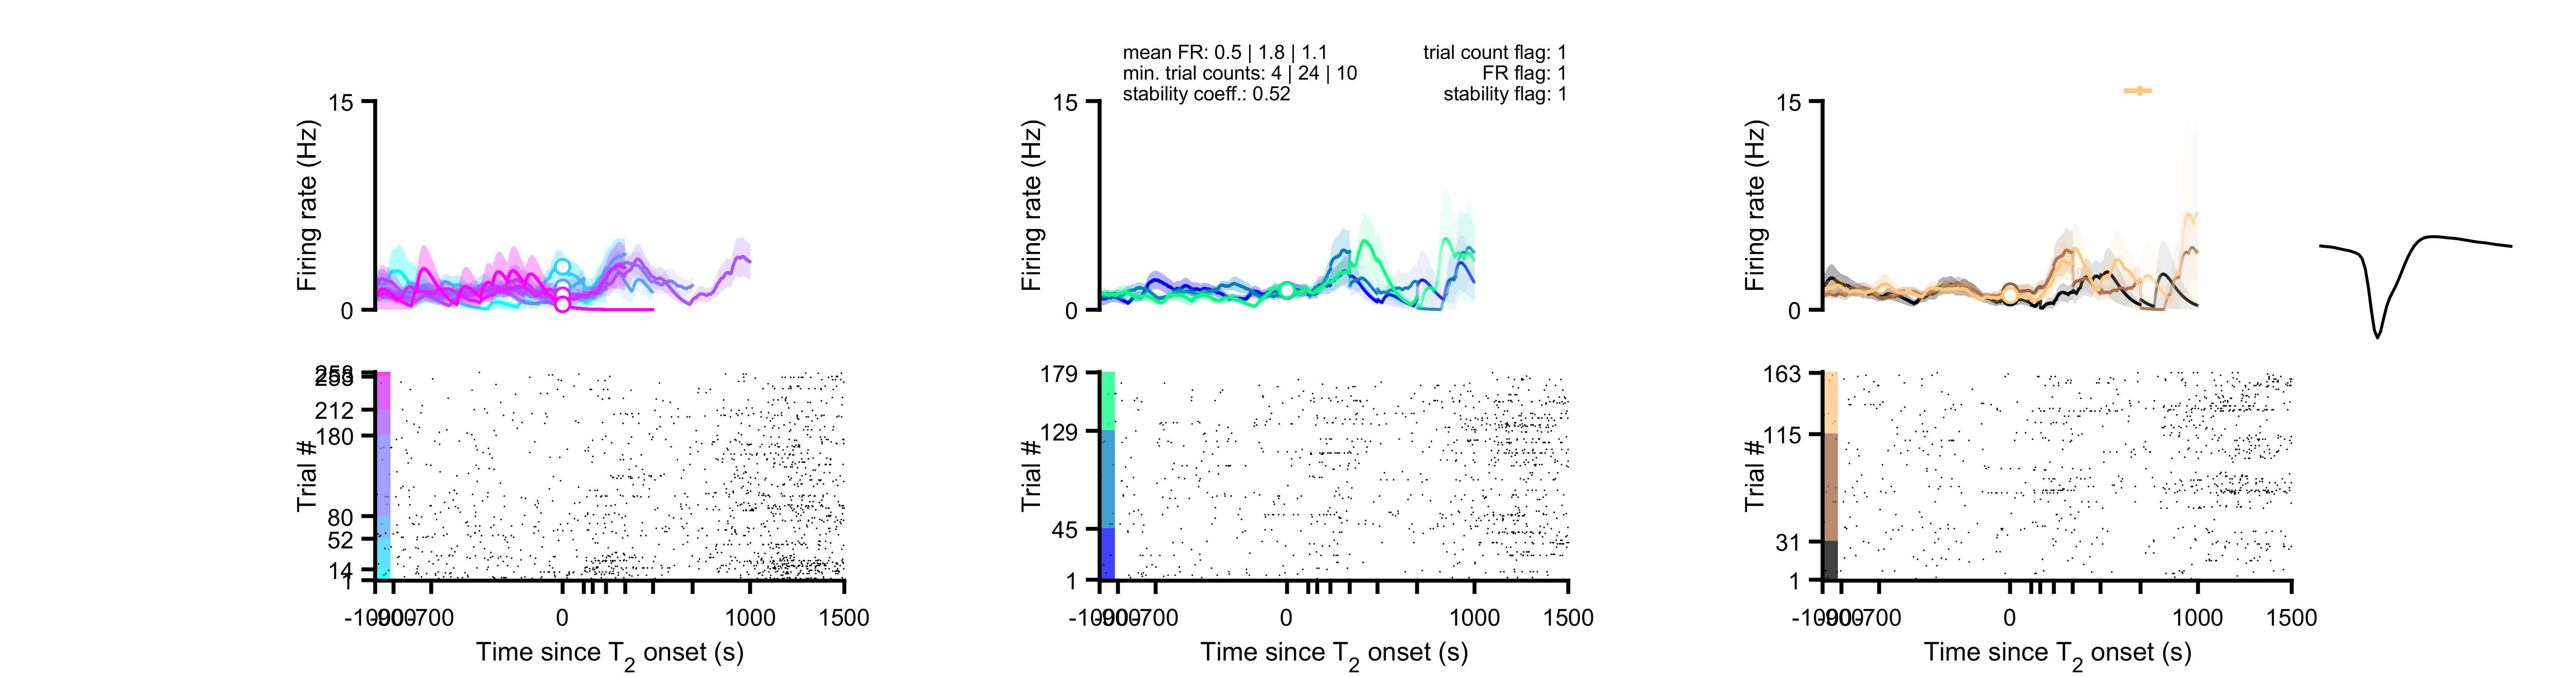 mean FR: 0.5 | 1.8 | 1.1
min. trial counts: 4 | 24 | 10
stability coeff.: 0.52
trial count flag: 1
FR flag: 1
stability flag: 1
Firing rate (Hz)
15
0
Firing rate (Hz)
15
0
Firing rate (Hz)
15
0
Trial #
212
180
80
52
14
1
0
1000
1500
Time since T2 onset (s)
Trial #
179
129
45
1
0
1000
1500
Time since T2 onset (s)
Trial #
163
115
31
1
0
1000
1500
Time since T2 onset (s)